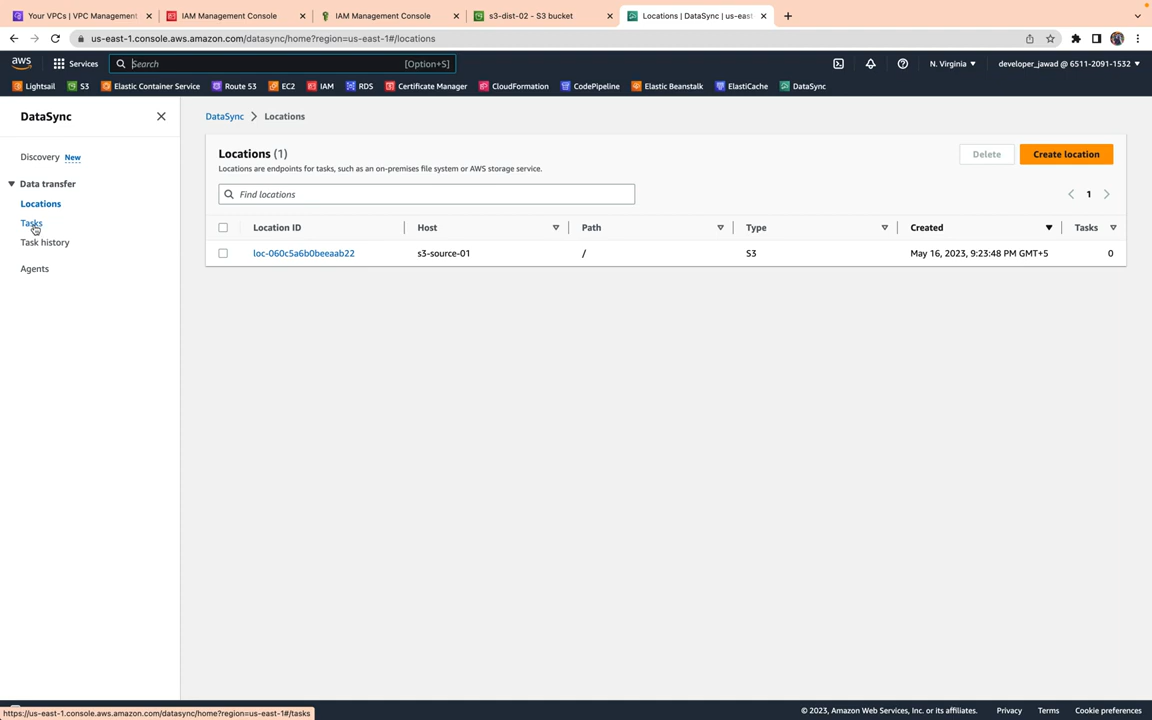 Your VPCs | VPC Management
IAM Management Console
IAM Management Console
s3-dist-02 - S3 bucket
Locations | DataSync | us-eas
us-east-1.console.aws.amazon.com/datasync/home?region=us-east-1#/locations
aws
Services
Search
[Option+S]
N. Virginia
developer_jawad @ 6511-2091-1532
Lightsail
S3
Elastic Container Service
Route 53
EC2
IAM
RDS
Certificate Manager
CloudFormation
CodePipeline
Elastic Beanstalk
ElastiCache
DataSync
DataSync
Discovery New
Data transfer
Locations
Tasks
Task history
Agents
DataSync > Locations
Locations (1)
Locations are endpoints for tasks, such as an on-premises file system or AWS storage service.
Delete
Create location
Find locations
1
Location ID
Host
Path
Type
Created
Tasks
loc-060c5a6b0beeaab22
s3-source-01
/
S3
May 16, 2023, 9:23:48 PM GMT+5
0
https://us-east-1.console.aws.amazon.com/datasync/home?region=us-east-1#/tasks
© 2023, Amazon Web Services, Inc. or its affiliates.
Privacy
Terms
Cookie preferences